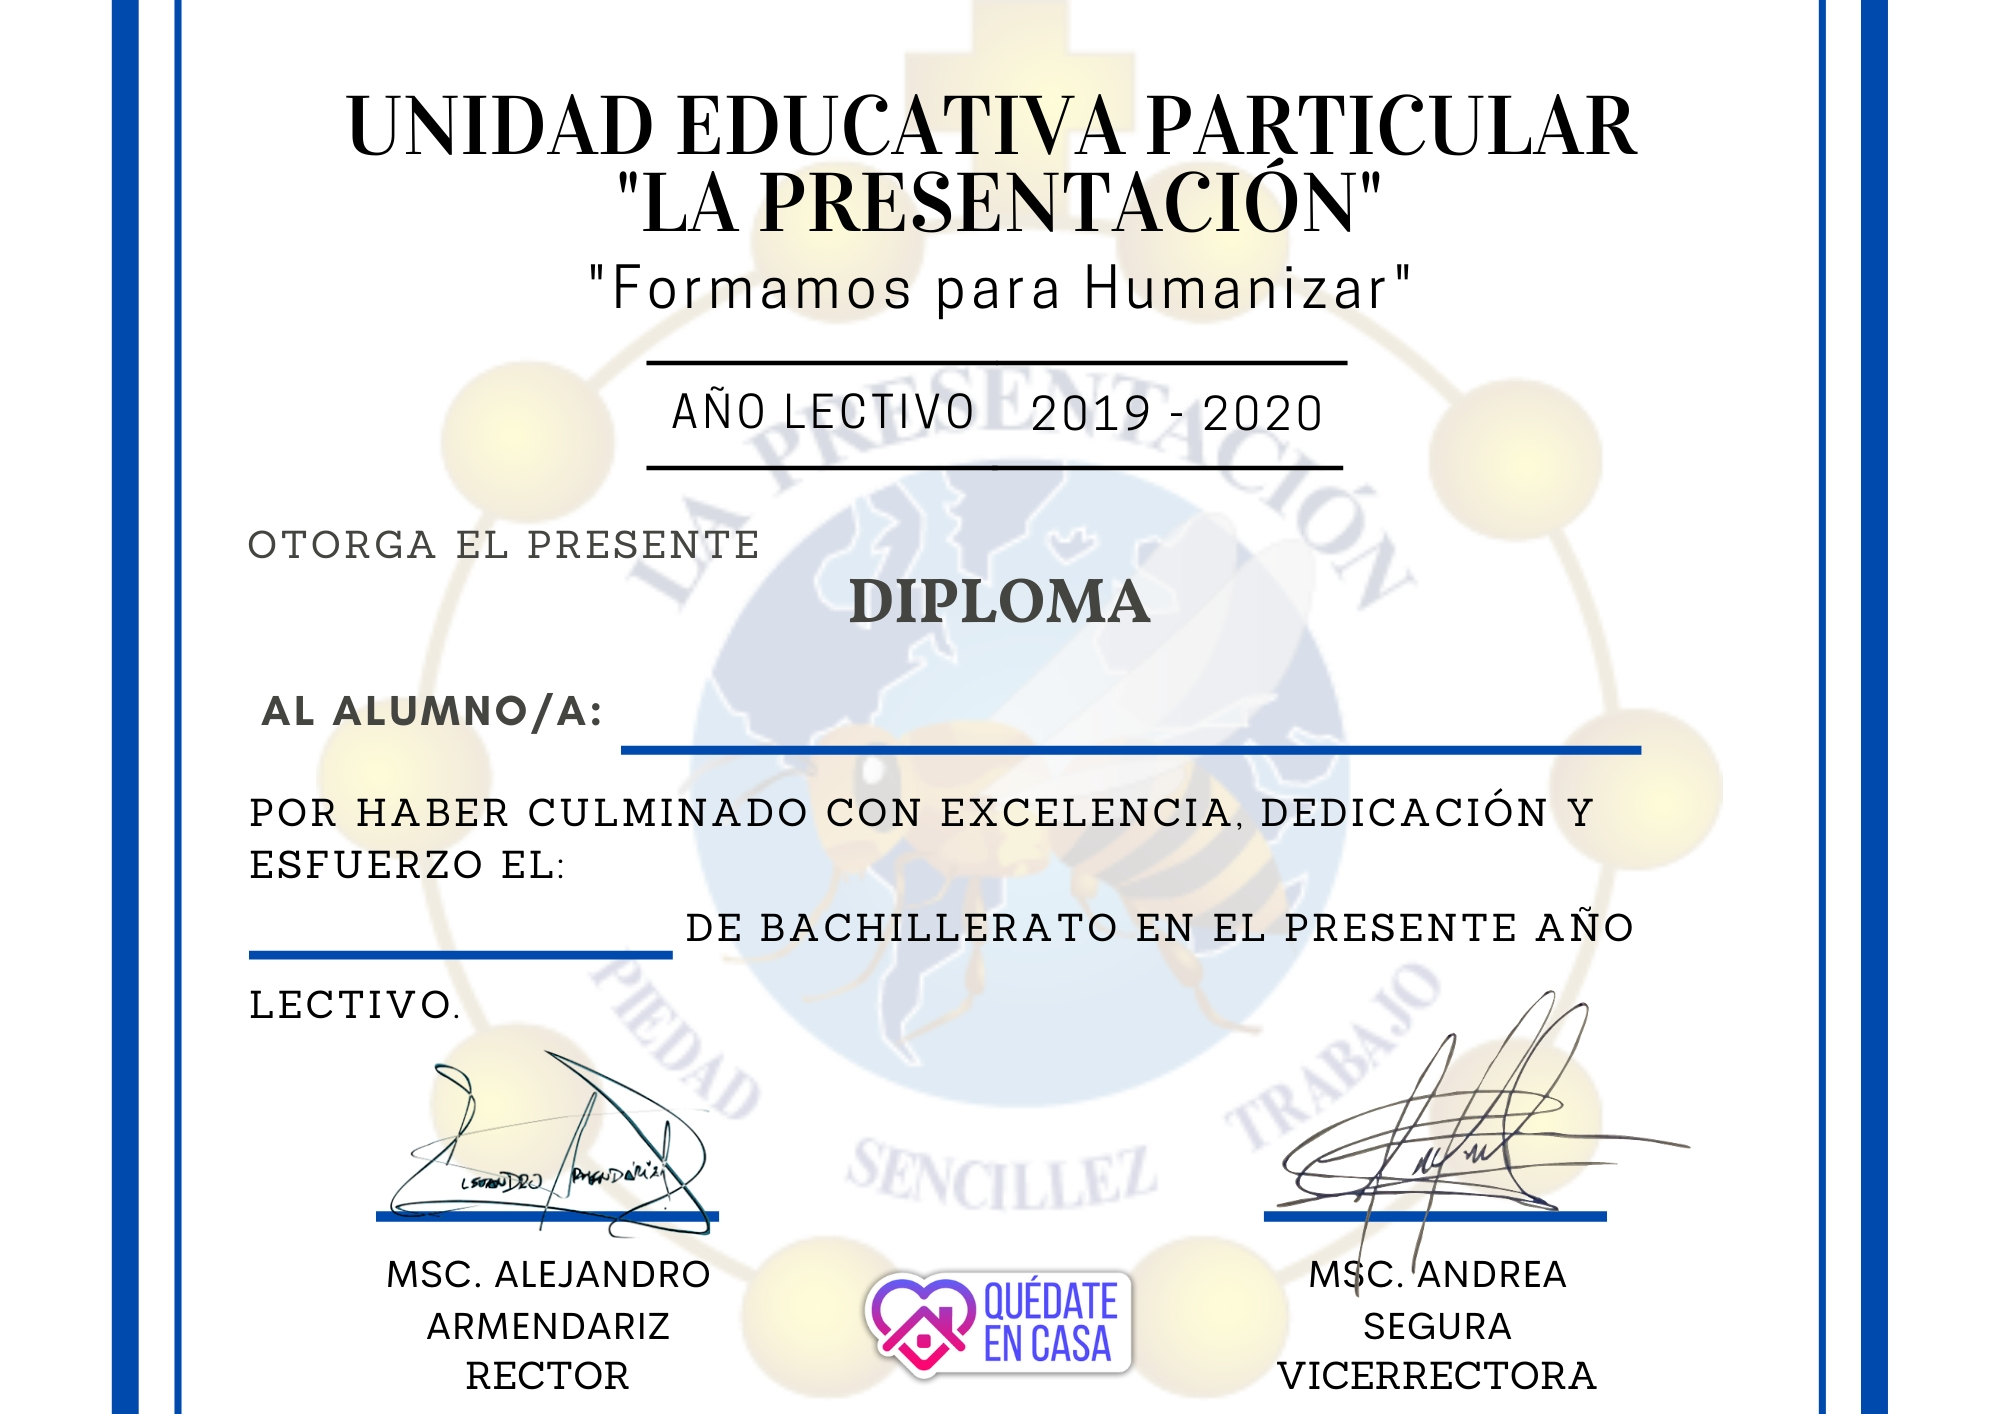 UNIDAD EDUCATIVA PARTICULAR
"LA PRESENTACIÓN"
"Formamos para Humanizar"
AÑO LECTIVO 2019 - 2020
LA PRESENTACIÓN
OTORGA EL PRESENTE
DIPLOMA
AL ALUMNO/A:
POR HABER CULMINADO CON EXCELENCIA, DEDICACIÓN Y
ESFUERZO EL:
DE BACHILLERATO EN EL PRESENTE AÑO
LECTIVO.
PIEDAD
SENCILLEZ
TRABAJO
MSC. ALEJANDRO
ARMENDARIZ
RECTOR
QUÉDATE
EN CASA
MSC. ANDREA
SEGURA
VICERRECTORA